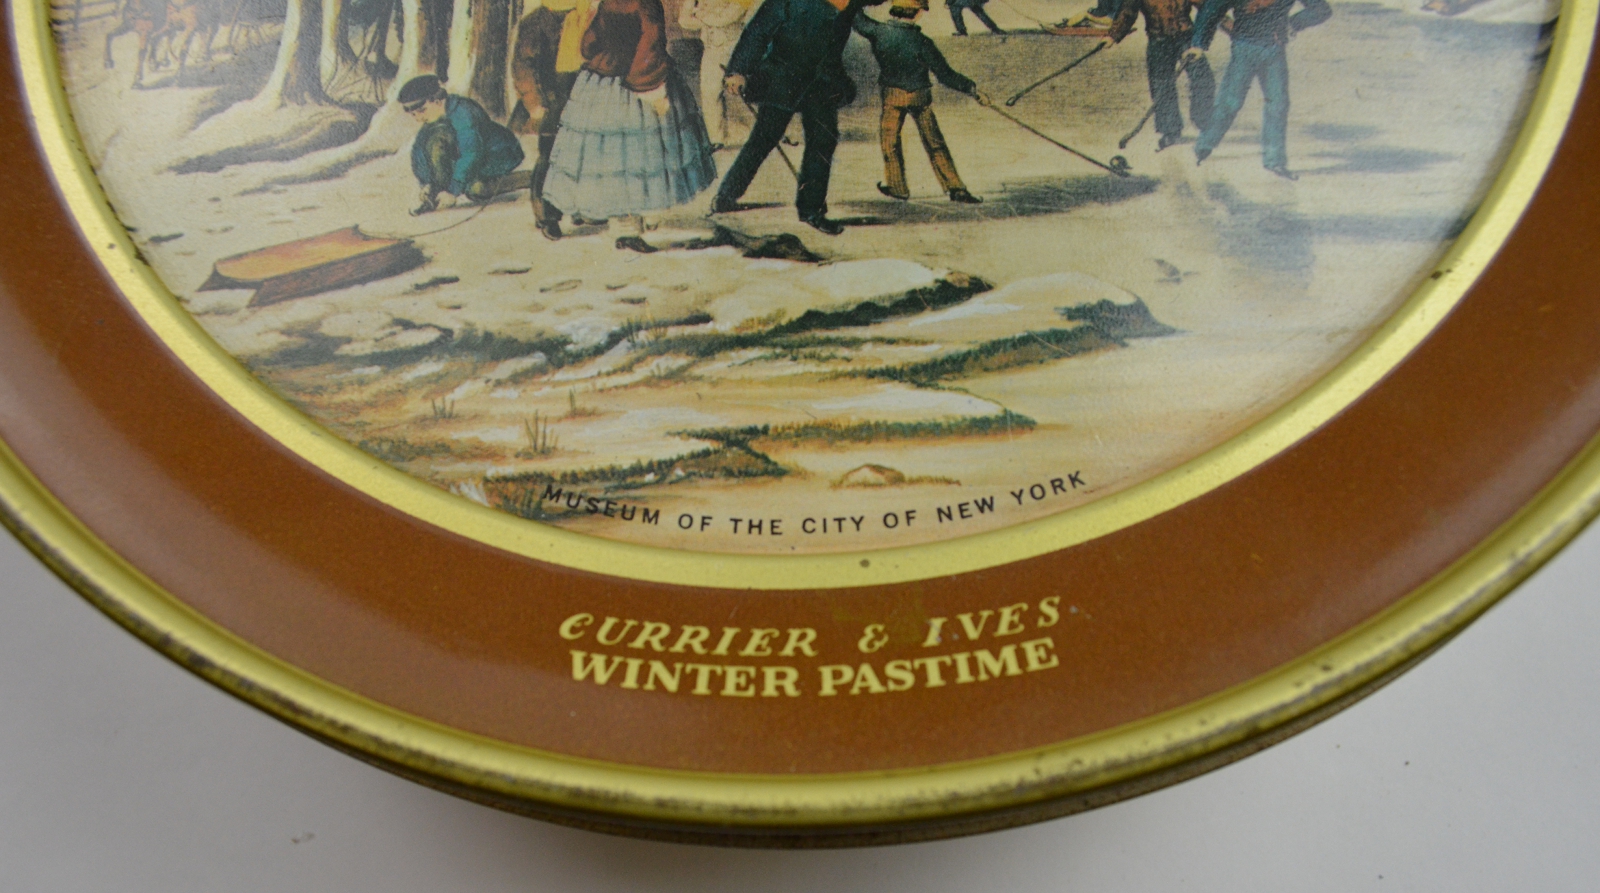 MUSEUM OF THE CITY OF NEW YORK
CURRIER & IVES
WINTER PASTIME